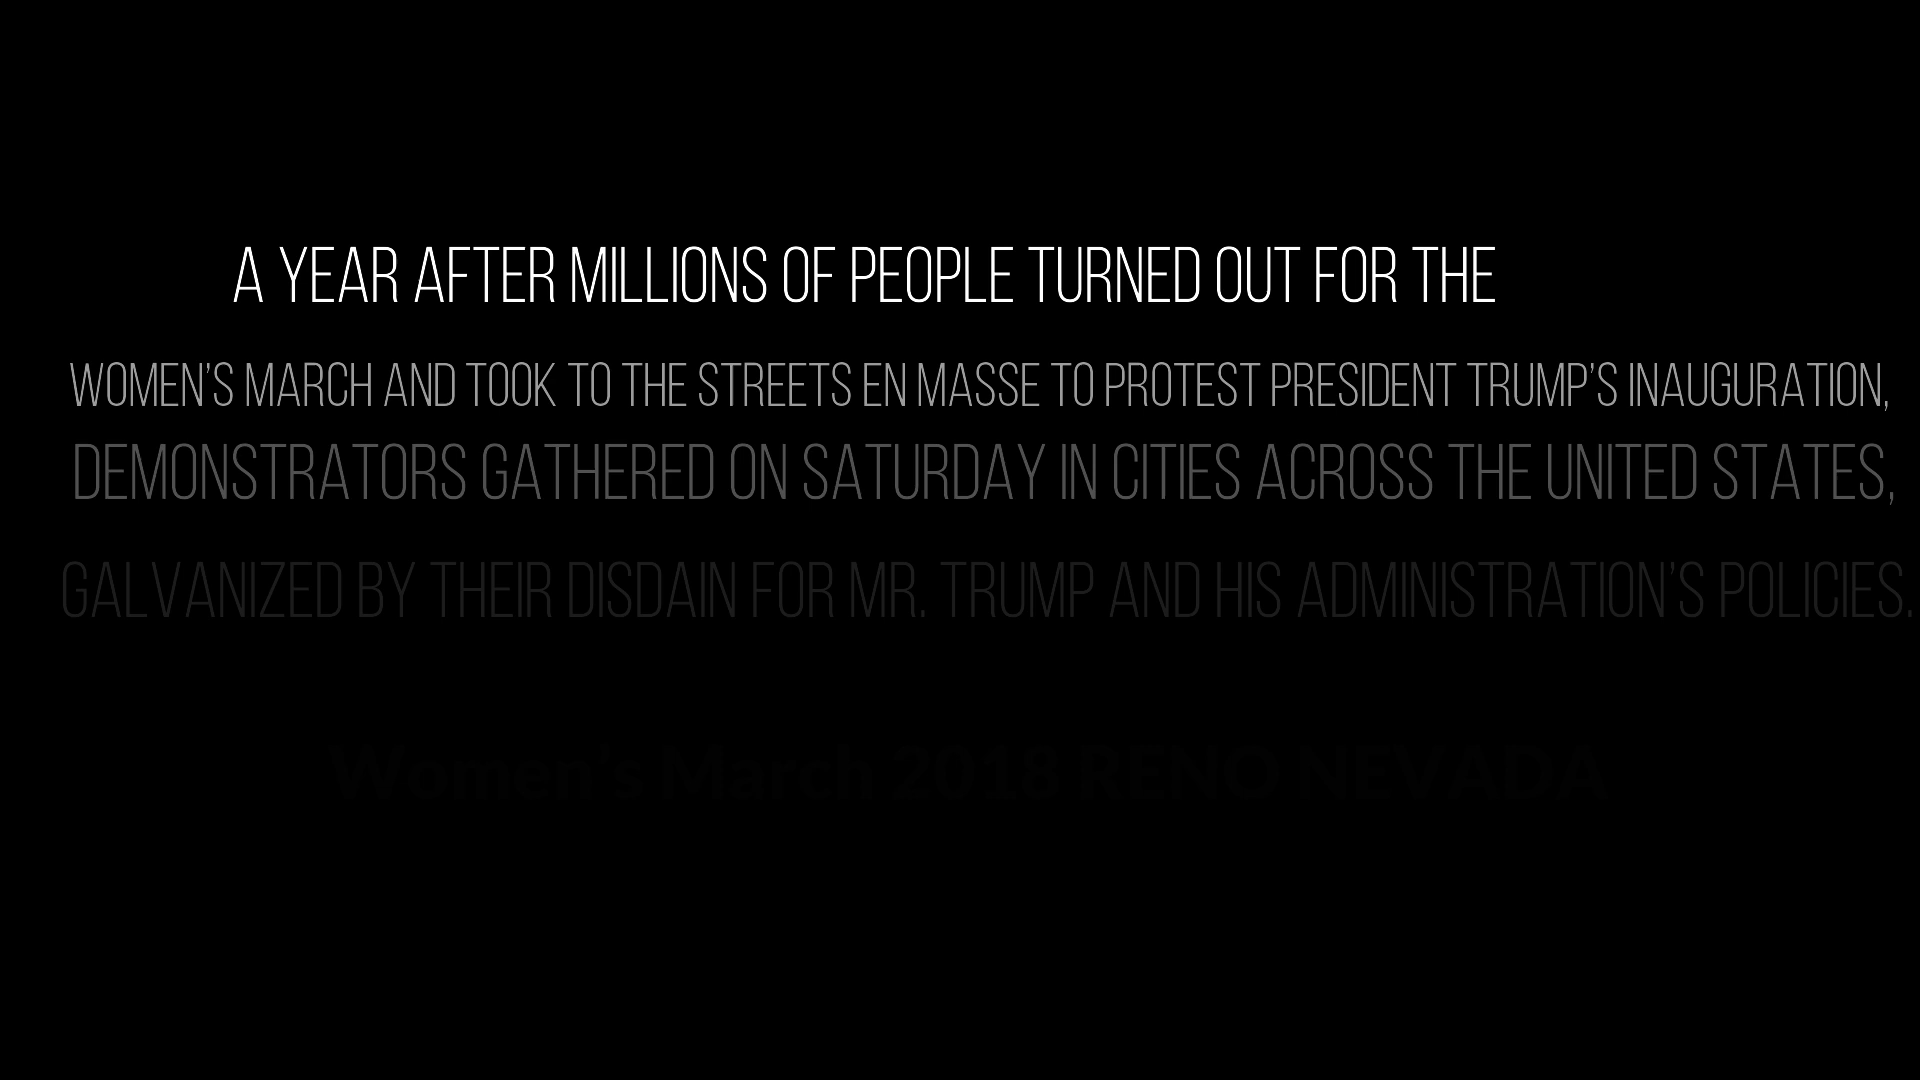 A YEAR AFTER MILLIONS OF PEOPLE TURNED OUT FOR THE
WOMEN’S MARCH AND TOOK TO THE STREETS EN MASSE TO PROTEST PRESIDENT TRUMP’S INAUGURATION,
DEMONSTRATORS GATHERED ON SATURDAY IN CITIES ACROSS THE UNITED STATES,
GALVANIZED BY THEIR DISDAIN FOR MR. TRUMP AND HIS ADMINISTRATION’S POLICIES.
Women's March 2018 RENO NEVADA